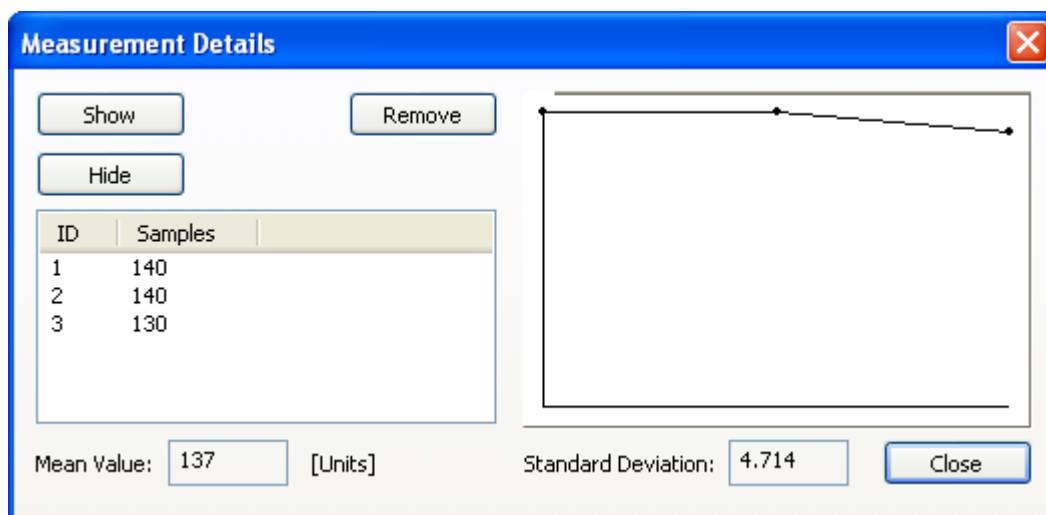 Measurement Details
Show
Remove
Hide
ID Samples
1 140
2 140
3 130
Mean Value: 137 [Units]
Standard Deviation: 4.714
Close